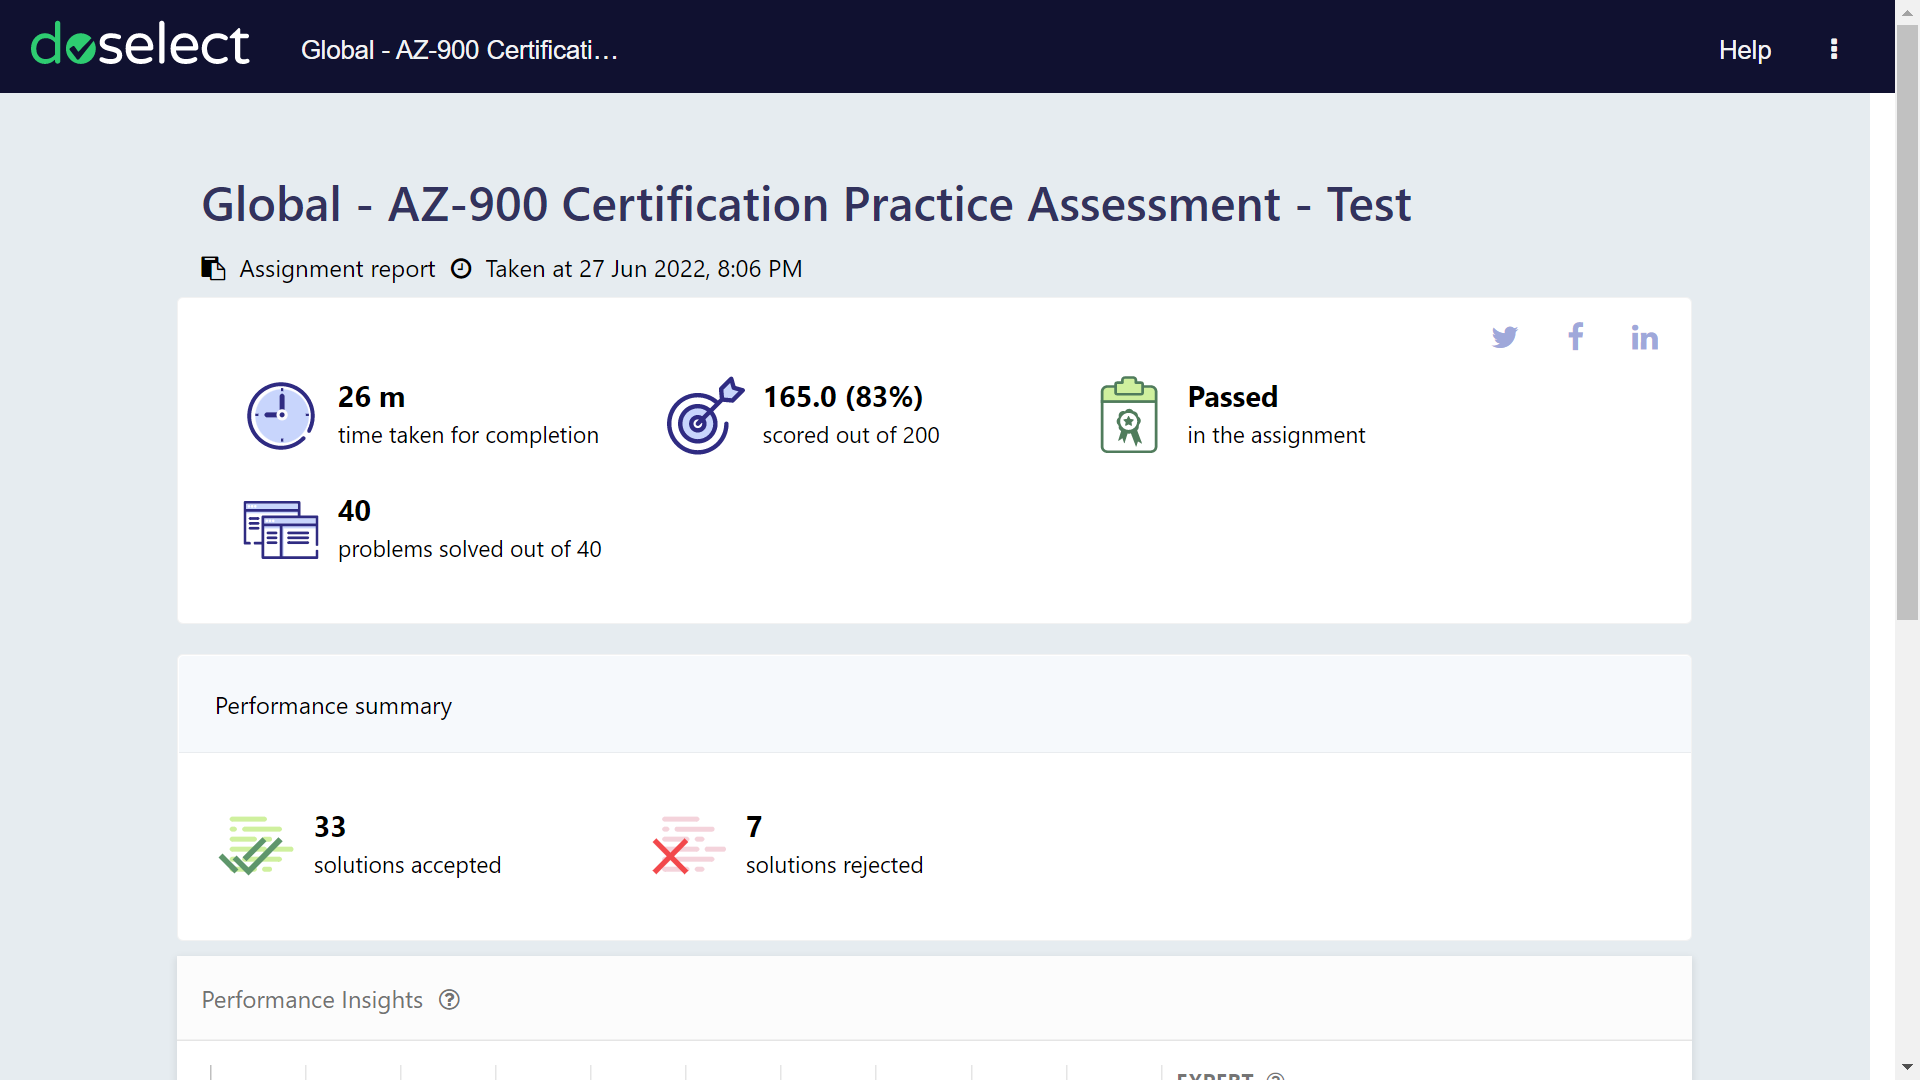 doselect
Global - AZ-900 Certificati...
Help
Global - AZ-900 Certification Practice Assessment - Test
Assignment report Taken at 27 Jun 2022, 8:06 PM
26 m
time taken for completion
165.0 (83%)
scored out of 200
Passed
in the assignment
40
problems solved out of 40
Performance summary
33
solutions accepted
7
solutions rejected
Performance Insights
EXPERT